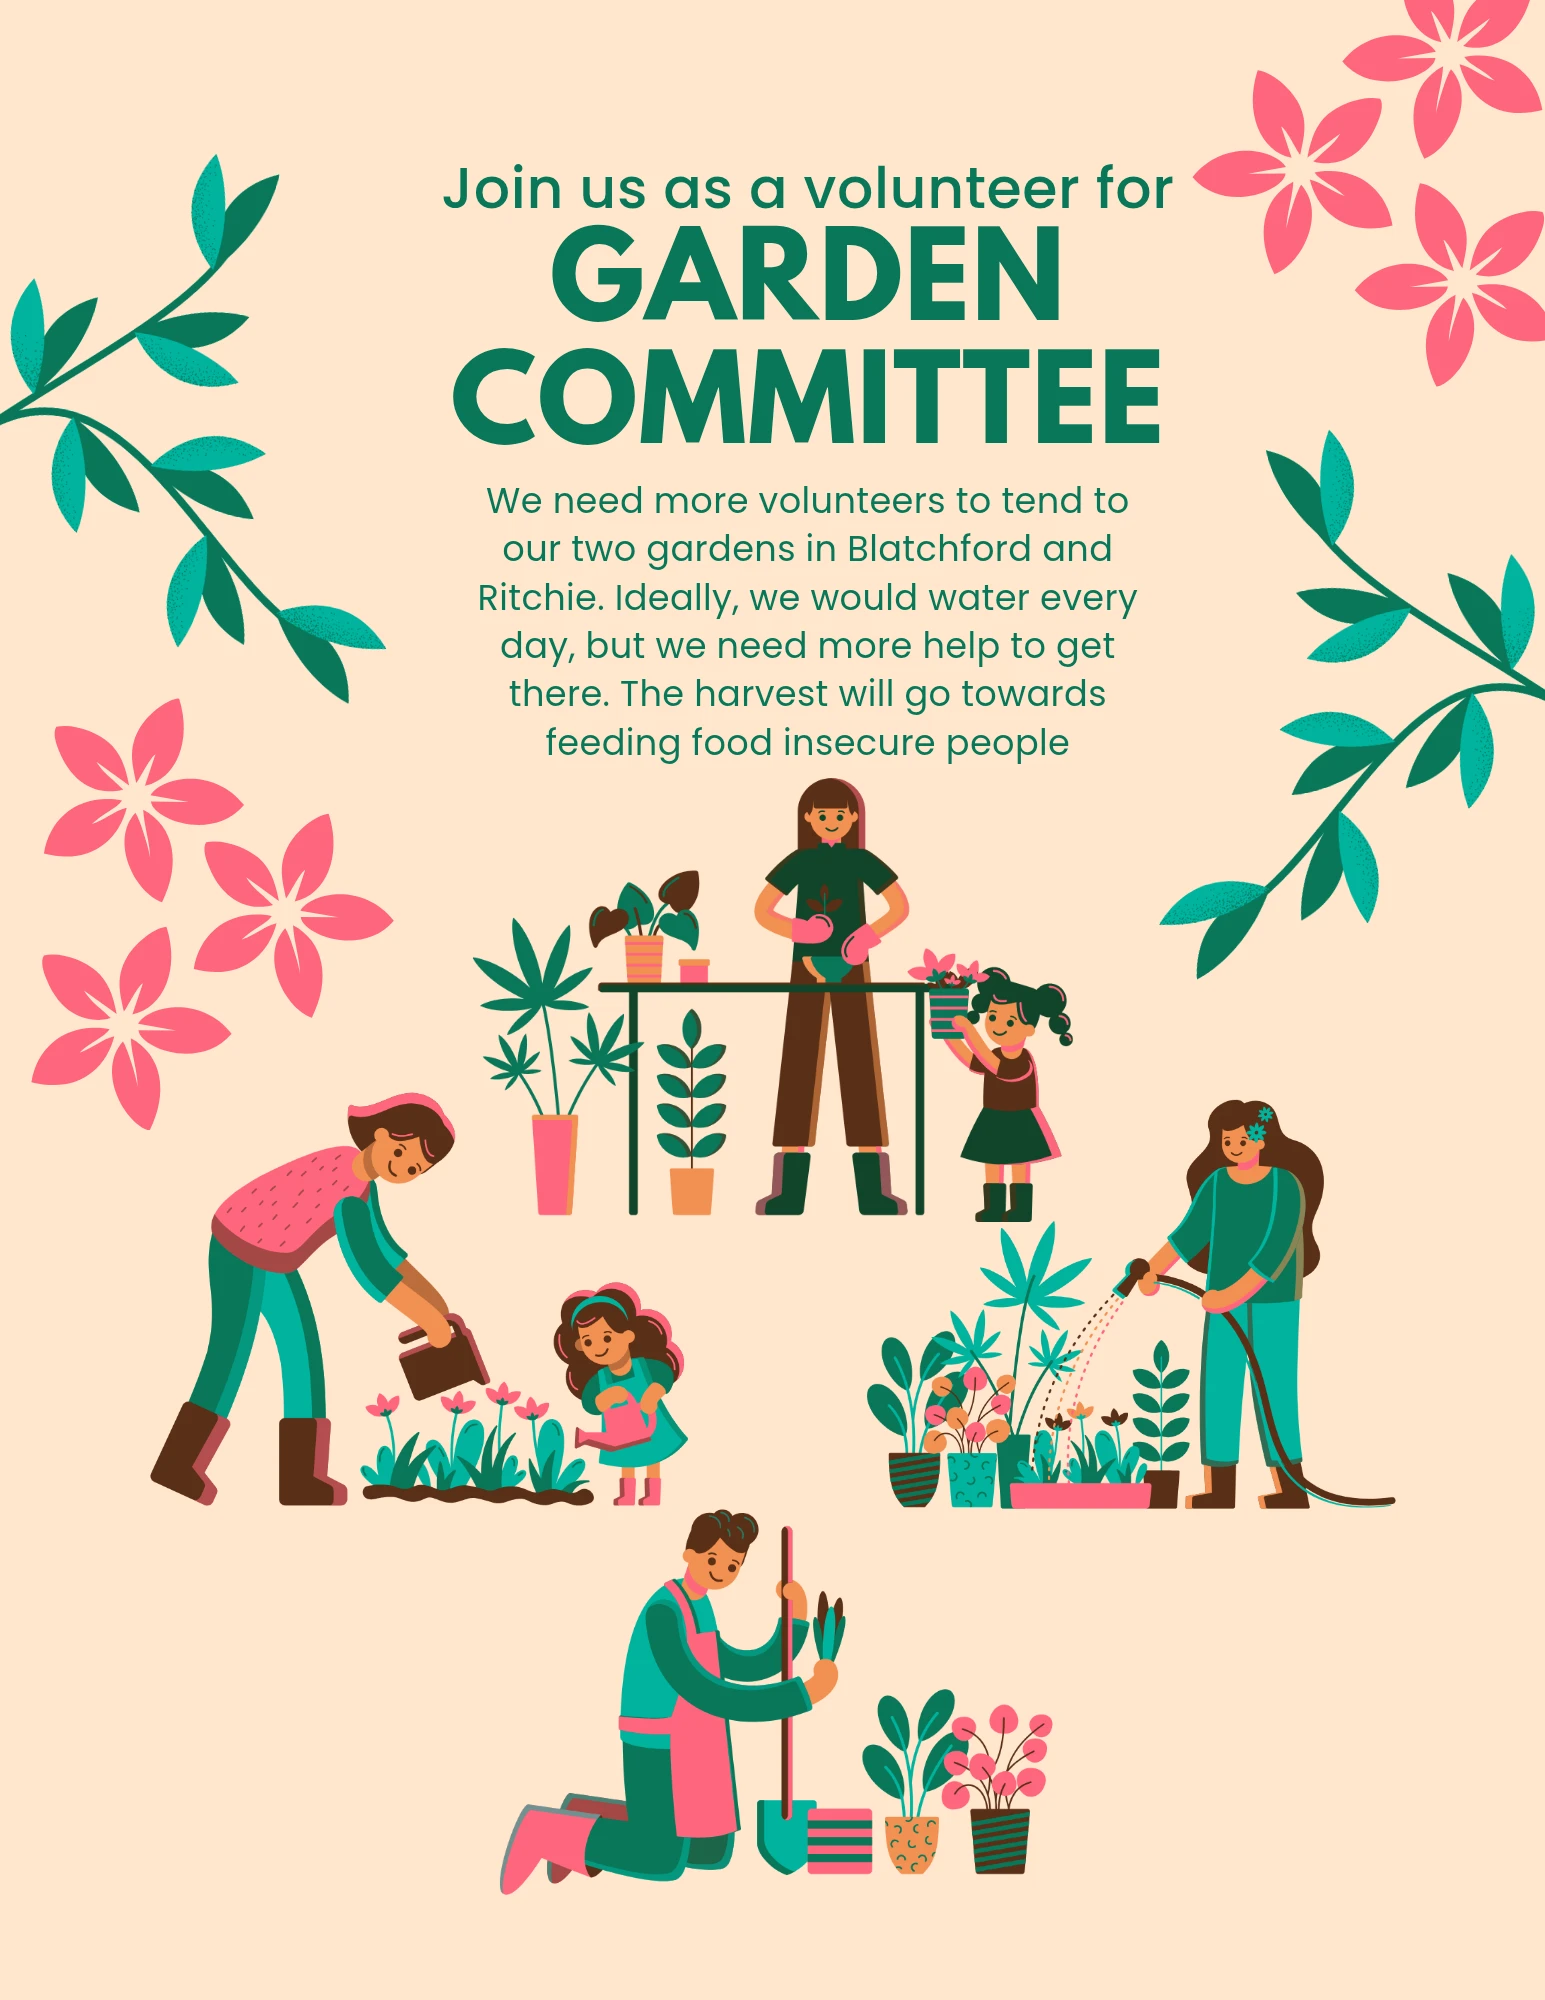 Join us as a volunteer for
GARDEN
COMMITTEE
We need more volunteers to tend to
our two gardens in Blatchford and
Ritchie. Ideally, we would water every
day, but we need more help to get
there. The harvest will go towards
feeding food insecure people